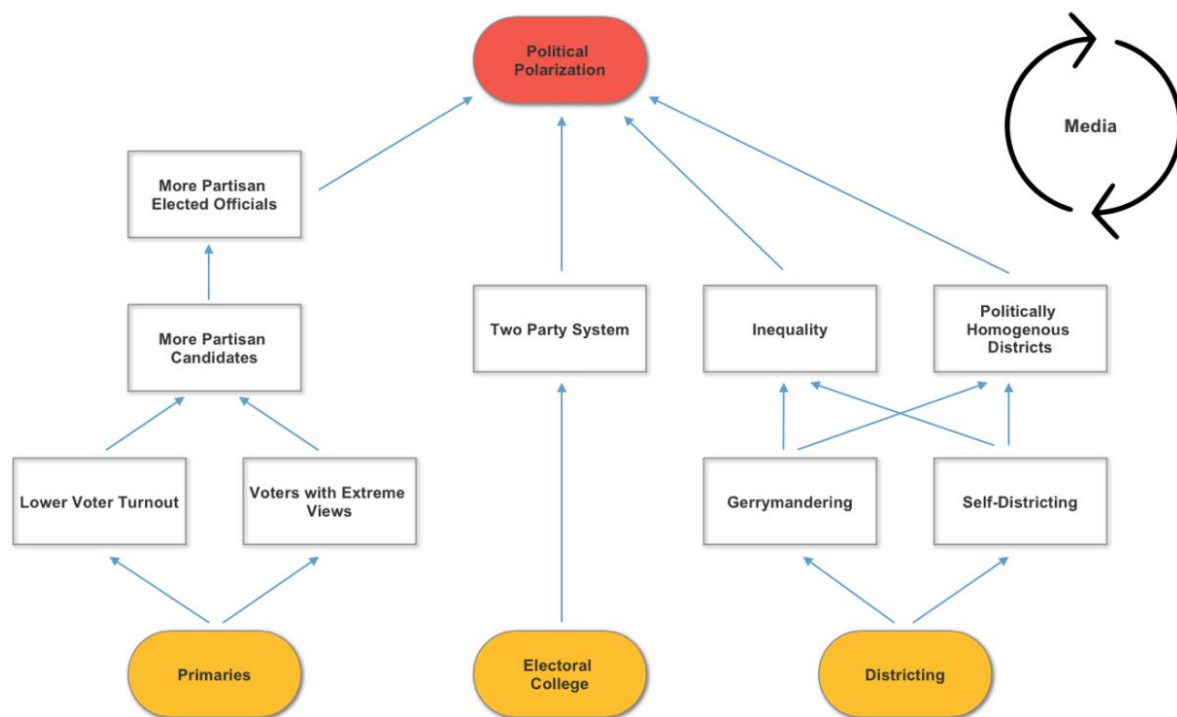 Political
Polarization
Media
More Partisan
Elected Officials
More Partisan
Candidates
Two Party System
Inequality
Politically
Homogenous
Districts
Lower Voter Turnout
Voters with Extreme
Views
Gerrymandering
Self-Districting
Primaries
Electoral
College
Districting